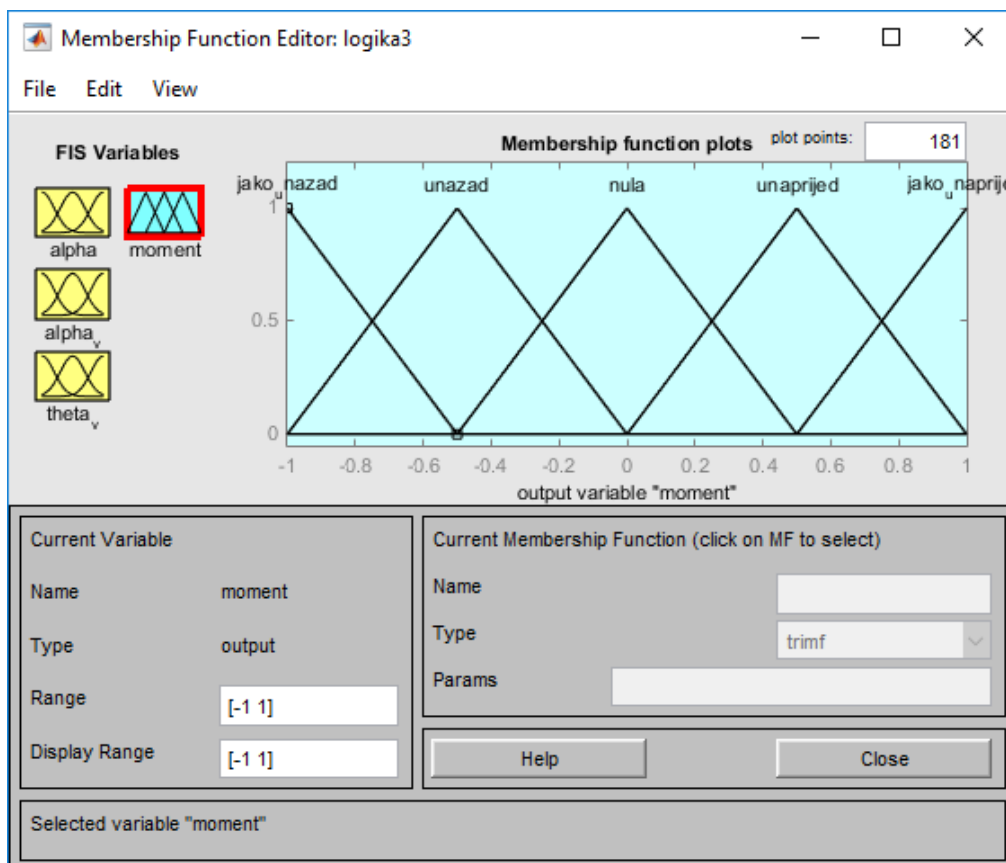 Membership Function Editor: logika3
File Edit View
FIS Variables
Membership function plots
plot points: 181
jako_unazad unazad nula unaprijed jako_unaprije
alpha moment
alpha_v
theta_v
1
0.5
0
-1 -0.8 -0.6 -0.4 -0.2 0 0.2 0.4 0.6 0.8 1
output variable "moment"
Current Variable
Name moment
Type output
Range [-1 1]
Display Range [-1 1]
Current Membership Function (click on MF to select)
Name
Type trimf
Params
Help Close
Selected variable "moment"